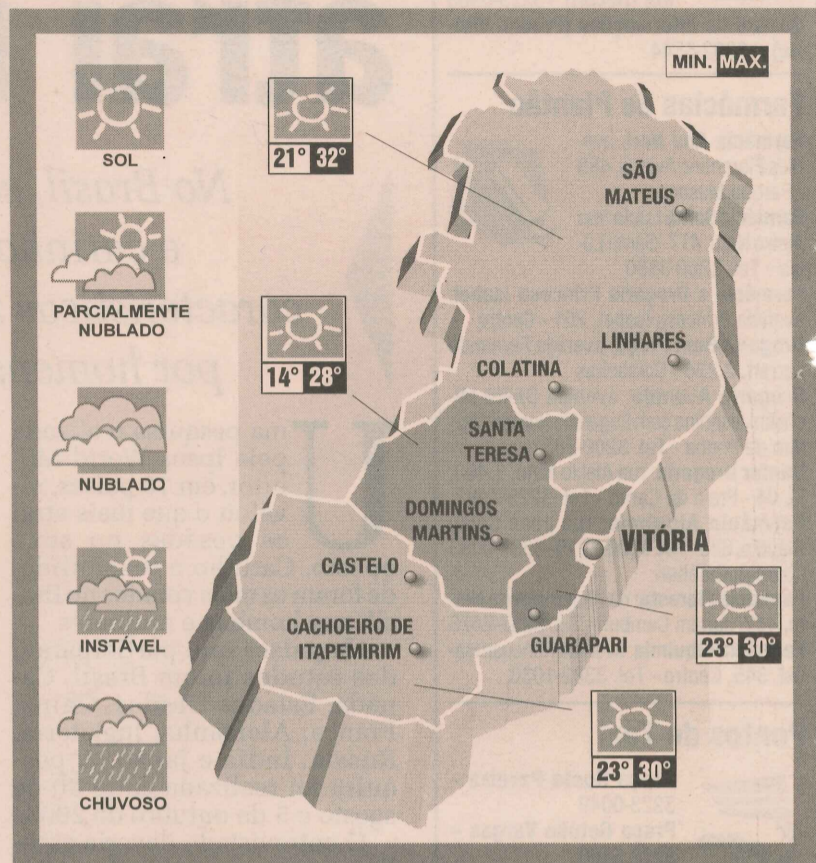 MIN. MAX.
SOL
21° 32°
SÃO
MATEUS
PARCIALMENTE
NUBLADO
14° 28°
LINHARES
COLATINA
SANTA
TERESA
NUBLADO
DOMINGOS
MARTINS
VITÓRIA
CASTELO
INSTÁVEL
CACHOEIRO DE
ITAPEMIRIM
GUARAPARI
23° 30°
23° 30°
CHUVOSO